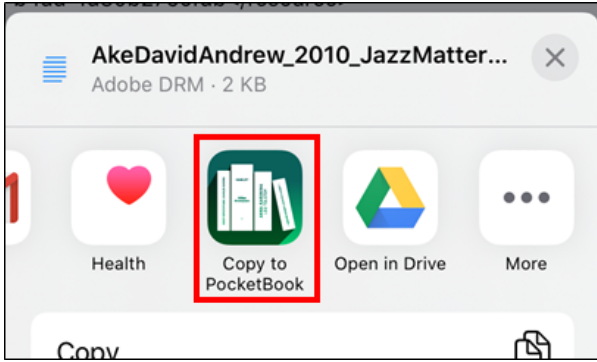 AkeDavidAndrew_2010_JazzMatter...
Adobe DRM · 2 KB
Health
Copy to
PocketBook
Open in Drive
More
Copy